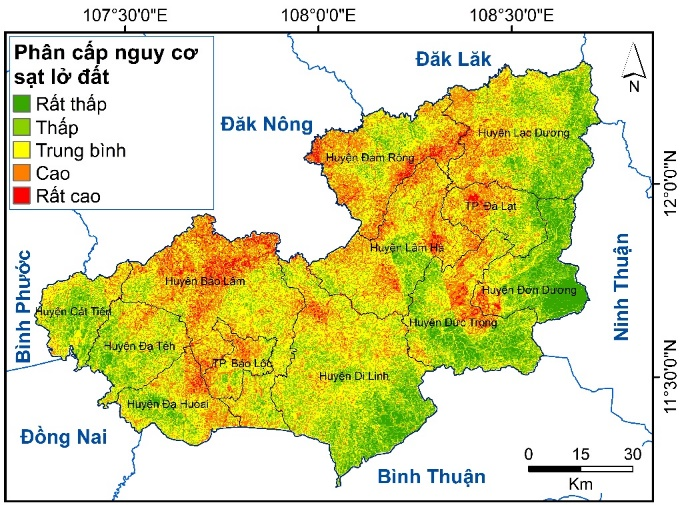 107°30'0"E
108°0'0"E
108°30'0"E
Phân cấp nguy cơ
sạt lở đất
Rất thấp
Thấp
Trung bình
Cao
Rất cao
Đăk Lăk
N
Đăk Nông
Huyện Lạc Dương
Huyện Đam Rông
12°0'0"N
TP. Đà Lạt
Huyện Lâm Hà
Ninh Thuận
Huyện Bảo Lâm
Huyện Đơn Dương
Bình Phước
Huyện Cát Tiên
Huyện Đức Trọng
Huyện Đạ Tẻh
TP. Bảo Lộc
11°30'0"N
Huyện Di Linh
Huyện Đạ Huoai
Đồng Nai
Bình Thuận
0 15 30
Km